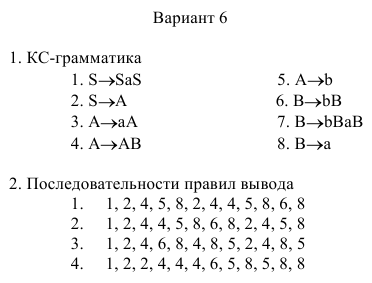 Вариант 6
1. КС-грамматика
1. S→SaS 5. A→b
2. S→A 6. B→bB
3. A→aA 7. B→bBaB
4. A→AB 8. B→a
2. Последовательности правил вывода
1. 1, 2, 4, 5, 8, 2, 4, 4, 5, 8, 6, 8
2. 1, 2, 4, 4, 5, 8, 6, 8, 2, 4, 5, 8
3. 1, 2, 4, 6, 8, 4, 8, 5, 2, 4, 8, 5
4. 1, 2, 2, 4, 4, 4, 6, 5, 8, 5, 8, 8